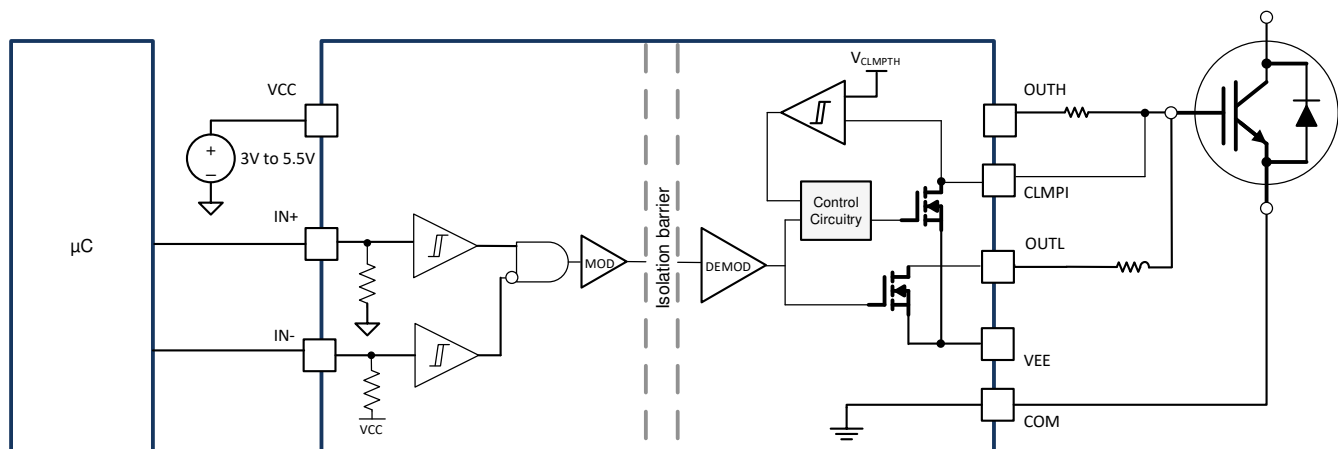 µC
VCC
+
3V to 5.5V
−
IN+
IN-
VCC
MOD
Isolation barrier
DEMOD
VCLMPTH
Control
Circuitry
OUTH
CLMPI
OUTL
VEE
COM